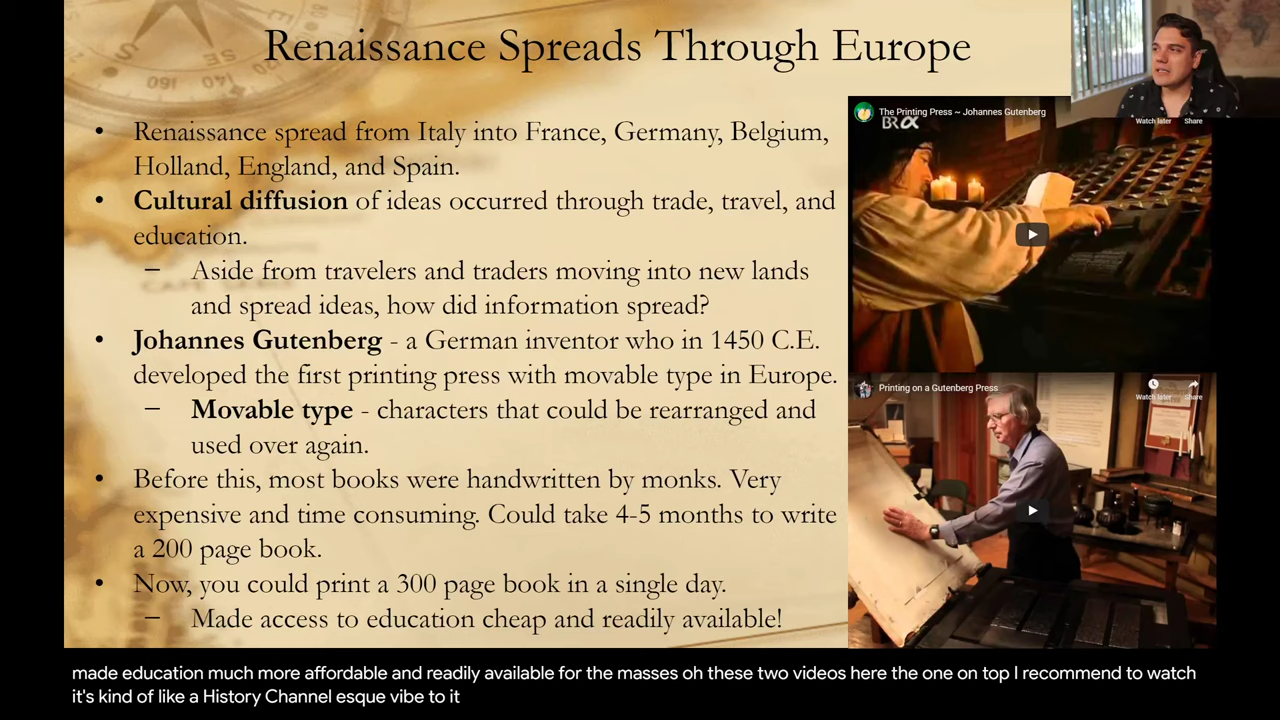 Renaissance Spreads Through Europe
• Renaissance spread from Italy into France, Germany, Belgium,
Holland, England, and Spain.
• Cultural diffusion of ideas occurred through trade, travel, and
education.
– Aside from travelers and traders moving into new lands
and spread ideas, how did information spread?
• Johannes Gutenberg - a German inventor who in 1450 C.E.
developed the first printing press with movable type in Europe.
– Movable type - characters that could be rearranged and
used over again.
• Before this, most books were handwritten by monks. Very
expensive and time consuming. Could take 4-5 months to write
a 200 page book.
• Now, you could print a 300 page book in a single day.
– Made access to education cheap and readily available!
The Printing Press ~ Johannes Gutenberg
BRα
Watch later Share
Printing on a Gutenberg Press
Watch later Share
made education much more affordable and readily available for the masses oh these two videos here the one on top I recommend to watch
it's kind of like a History Channel esque vibe to it
S
160
140